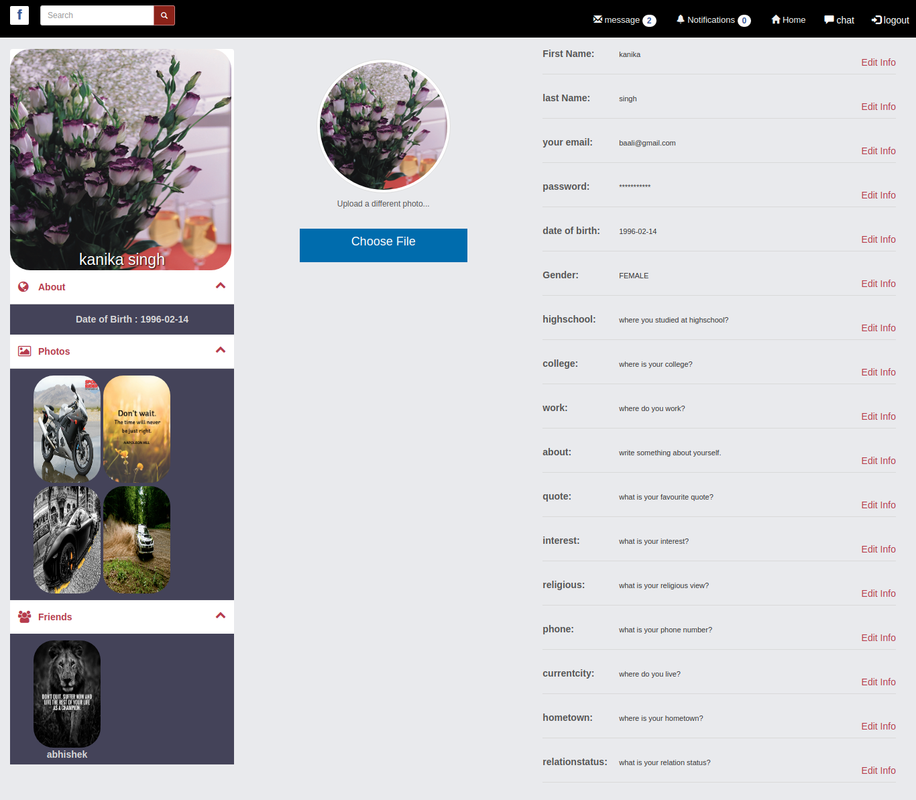 f
Search
message 2
Notifications 0
Home
chat
logout
kanika singh
About
Date of Birth : 1996-02-14
Photos
Don't wait.
The time will never
be just right.
Friends
DON'T QUIT. SUFFER NOW AND
LIVE THE REST OF YOUR LIFE
AS A CHAMPION.
abhishek
Upload a different photo...
Choose File
First Name: kanika Edit Info
last Name: singh Edit Info
your email: baali@gmail.com Edit Info
password: *********** Edit Info
date of birth: 1996-02-14 Edit Info
Gender: FEMALE Edit Info
highschool: where you studied at highschool? Edit Info
college: where is your college? Edit Info
work: where do you work? Edit Info
about: write something about yourself. Edit Info
quote: what is your favourite quote? Edit Info
interest: what is your interest? Edit Info
religious: what is your religious view? Edit Info
phone: what is your phone number? Edit Info
currentcity: where do you live? Edit Info
hometown: where is your hometown? Edit Info
relationstatus: what is your relation status? Edit Info